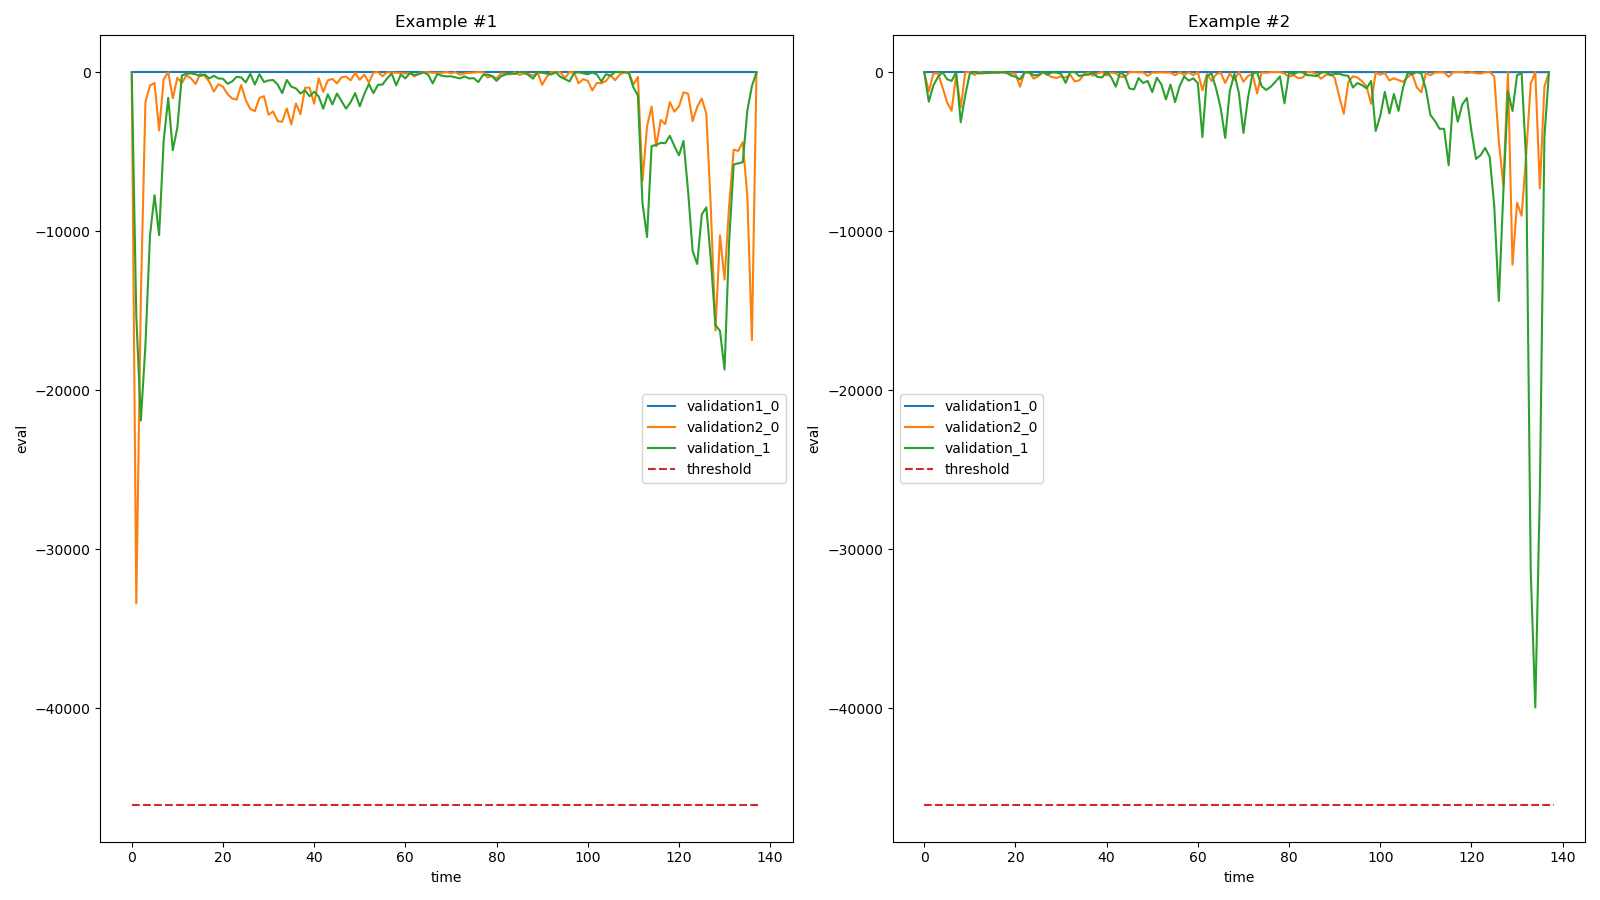 Example #1
0
−10000
−20000
−30000
−40000
eval
validation1_0
validation2_0
validation_1
threshold
0 20 40 60 80 100 120 140
time
Example #2
0
−10000
−20000
−30000
−40000
eval
validation1_0
validation2_0
validation_1
threshold
0 20 40 60 80 100 120 140
time